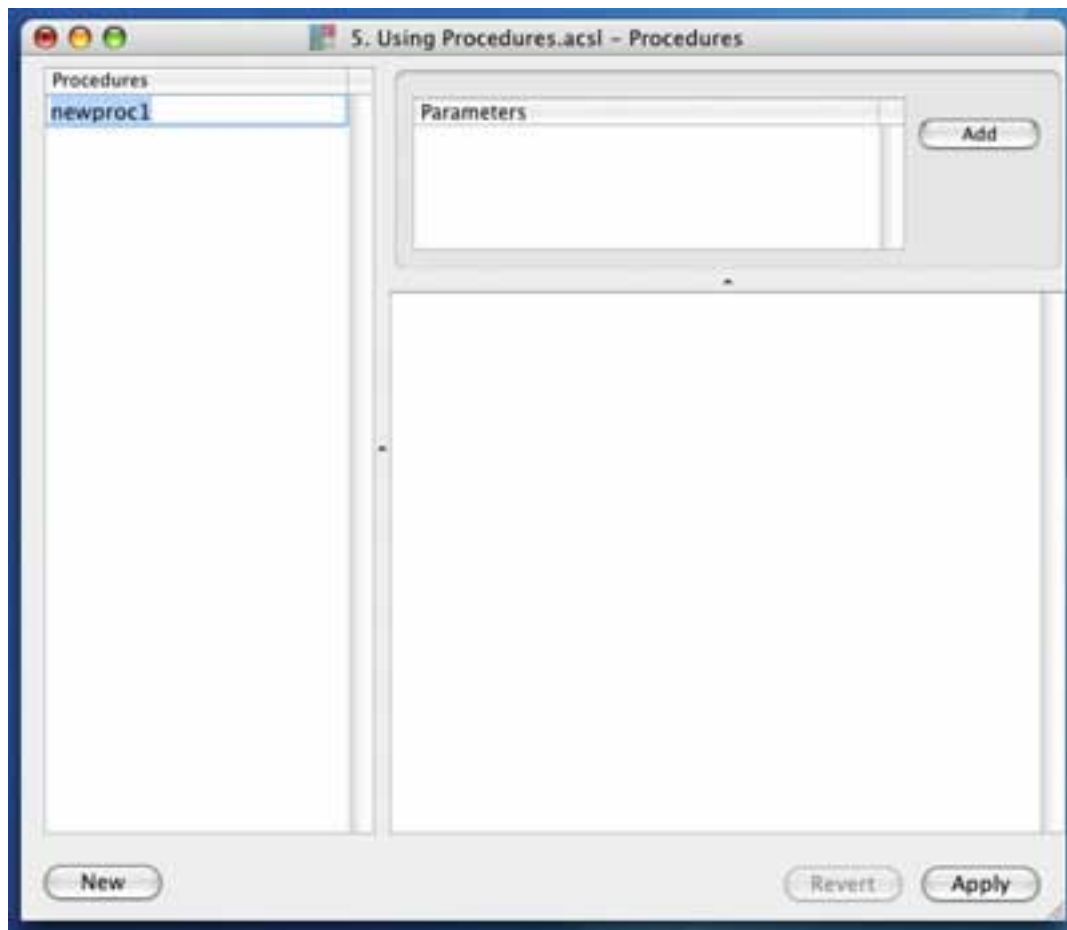 5. Using Procedures.acsl – Procedures
Procedures
newproc1
Parameters
Add
New
Revert
Apply